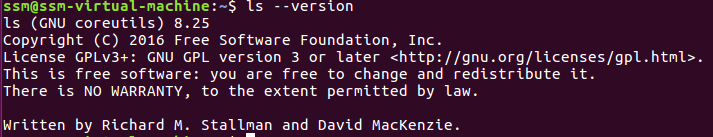 ssm@ssm-virtual-machine:~$ ls --version
ls (GNU coreutils) 8.25
Copyright (C) 2016 Free Software Foundation, Inc.
License GPLv3+: GNU GPL version 3 or later <http://gnu.org/licenses/gpl.html>.
This is free software: you are free to change and redistribute it.
There is NO WARRANTY, to the extent permitted by law.

Written by Richard M. Stallman and David MacKenzie.